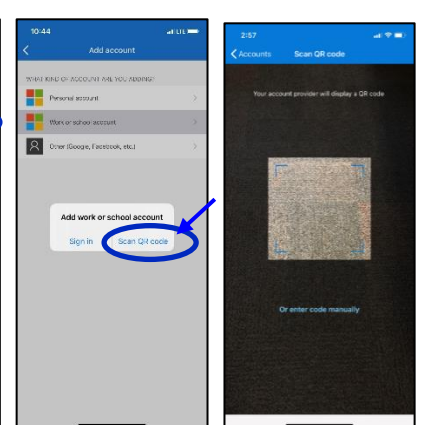 10:44
LTE
Add account
WHAT KIND OF ACCOUNT ARE YOU ADDING?
Personal account
Work or school account
Other (Google, Facebook, etc.)
Add work or school account
Sign in
Scan QR code
2:57
Accounts
Scan QR code
Your account provider will display a QR code
Or enter code manually